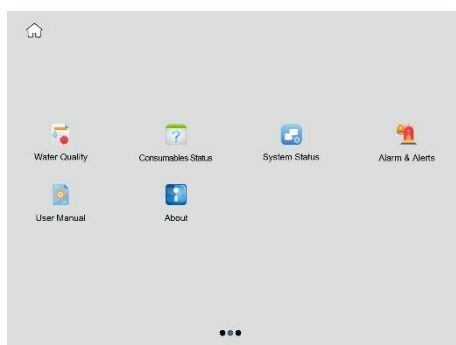 Water Quality
Consumables Status
System Status
Alarm & Alerts
User Manual
About